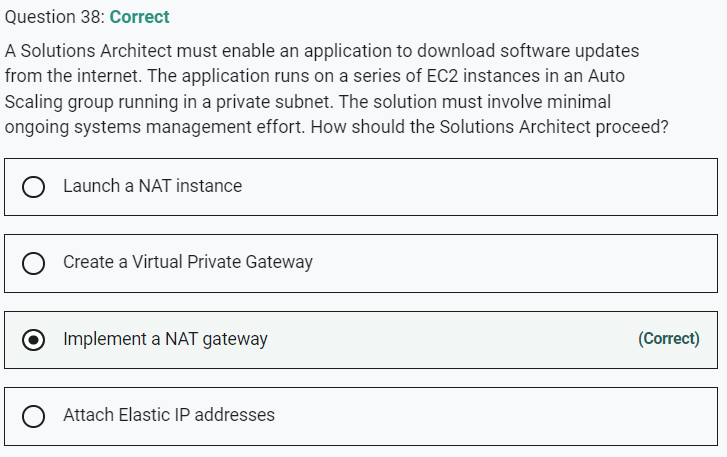 Question 38: Correct
A Solutions Architect must enable an application to download software updates
from the internet. The application runs on a series of EC2 instances in an Auto
Scaling group running in a private subnet. The solution must involve minimal
ongoing systems management effort. How should the Solutions Architect proceed?
Launch a NAT instance
Create a Virtual Private Gateway
Implement a NAT gateway (Correct)
Attach Elastic IP addresses